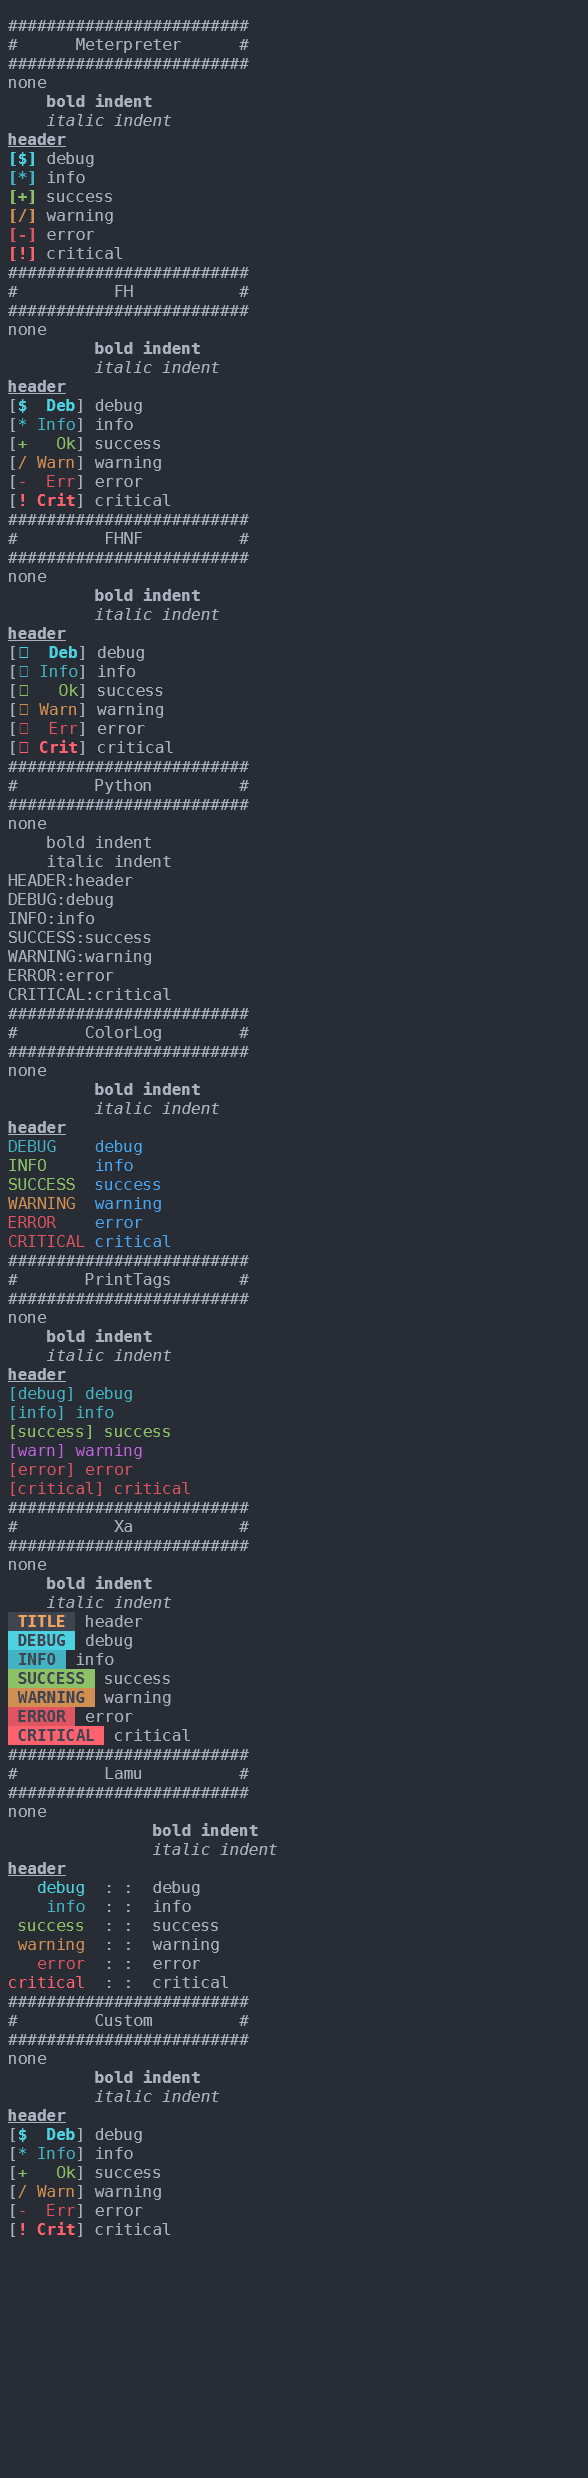 #########################
#      Meterpreter      #
#########################
none
    bold indent
    italic indent
header
[$] debug
[*] info
[+] success
[/] warning
[-] error
[!] critical
#########################
#          FH           #
#########################
none
         bold indent
         italic indent
header
[$  Deb] debug
[* Info] info
[+   Ok] success
[/ Warn] warning
[-  Err] error
[! Crit] critical
#########################
#         FHNF          #
#########################
none
         bold indent
         italic indent
header
[  Deb] debug
[ Info] info
[   Ok] success
[ Warn] warning
[  Err] error
[ Crit] critical
#########################
#        Python         #
#########################
none
    bold indent
    italic indent
HEADER:header
DEBUG:debug
INFO:info
SUCCESS:success
WARNING:warning
ERROR:error
CRITICAL:critical
#########################
#       ColorLog        #
#########################
none
         bold indent
         italic indent
header
DEBUG    debug
INFO     info
SUCCESS  success
WARNING  warning
ERROR    error
CRITICAL critical
#########################
#       PrintTags       #
#########################
none
    bold indent
    italic indent
header
[debug] debug
[info] info
[success] success
[warn] warning
[error] error
[critical] critical
#########################
#          Xa           #
#########################
none
    bold indent
    italic indent
 TITLE  header
 DEBUG  debug
 INFO  info
 SUCCESS  success
 WARNING  warning
 ERROR  error
 CRITICAL  critical
#########################
#         Lamu          #
#########################
none
               bold indent
               italic indent
header
   debug  : :  debug
    info  : :  info
 success  : :  success
 warning  : :  warning
   error  : :  error
critical  : :  critical
#########################
#        Custom         #
#########################
none
         bold indent
         italic indent
header
[$  Deb] debug
[* Info] info
[+   Ok] success
[/ Warn] warning
[-  Err] error
[! Crit] critical